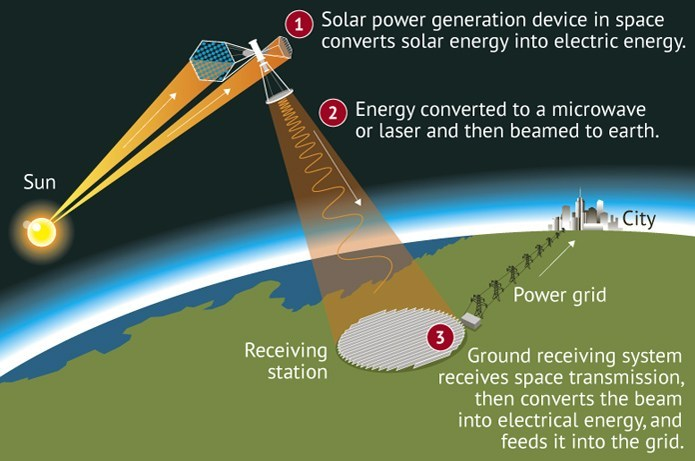 1 Solar power generation device in space
converts solar energy into electric energy.
2 Energy converted to a microwave
or laser and then beamed to earth.
Sun
City
Power grid
Receiving
station
3
Ground receiving system
receives space transmission,
then converts the beam
into electrical energy, and
feeds it into the grid.